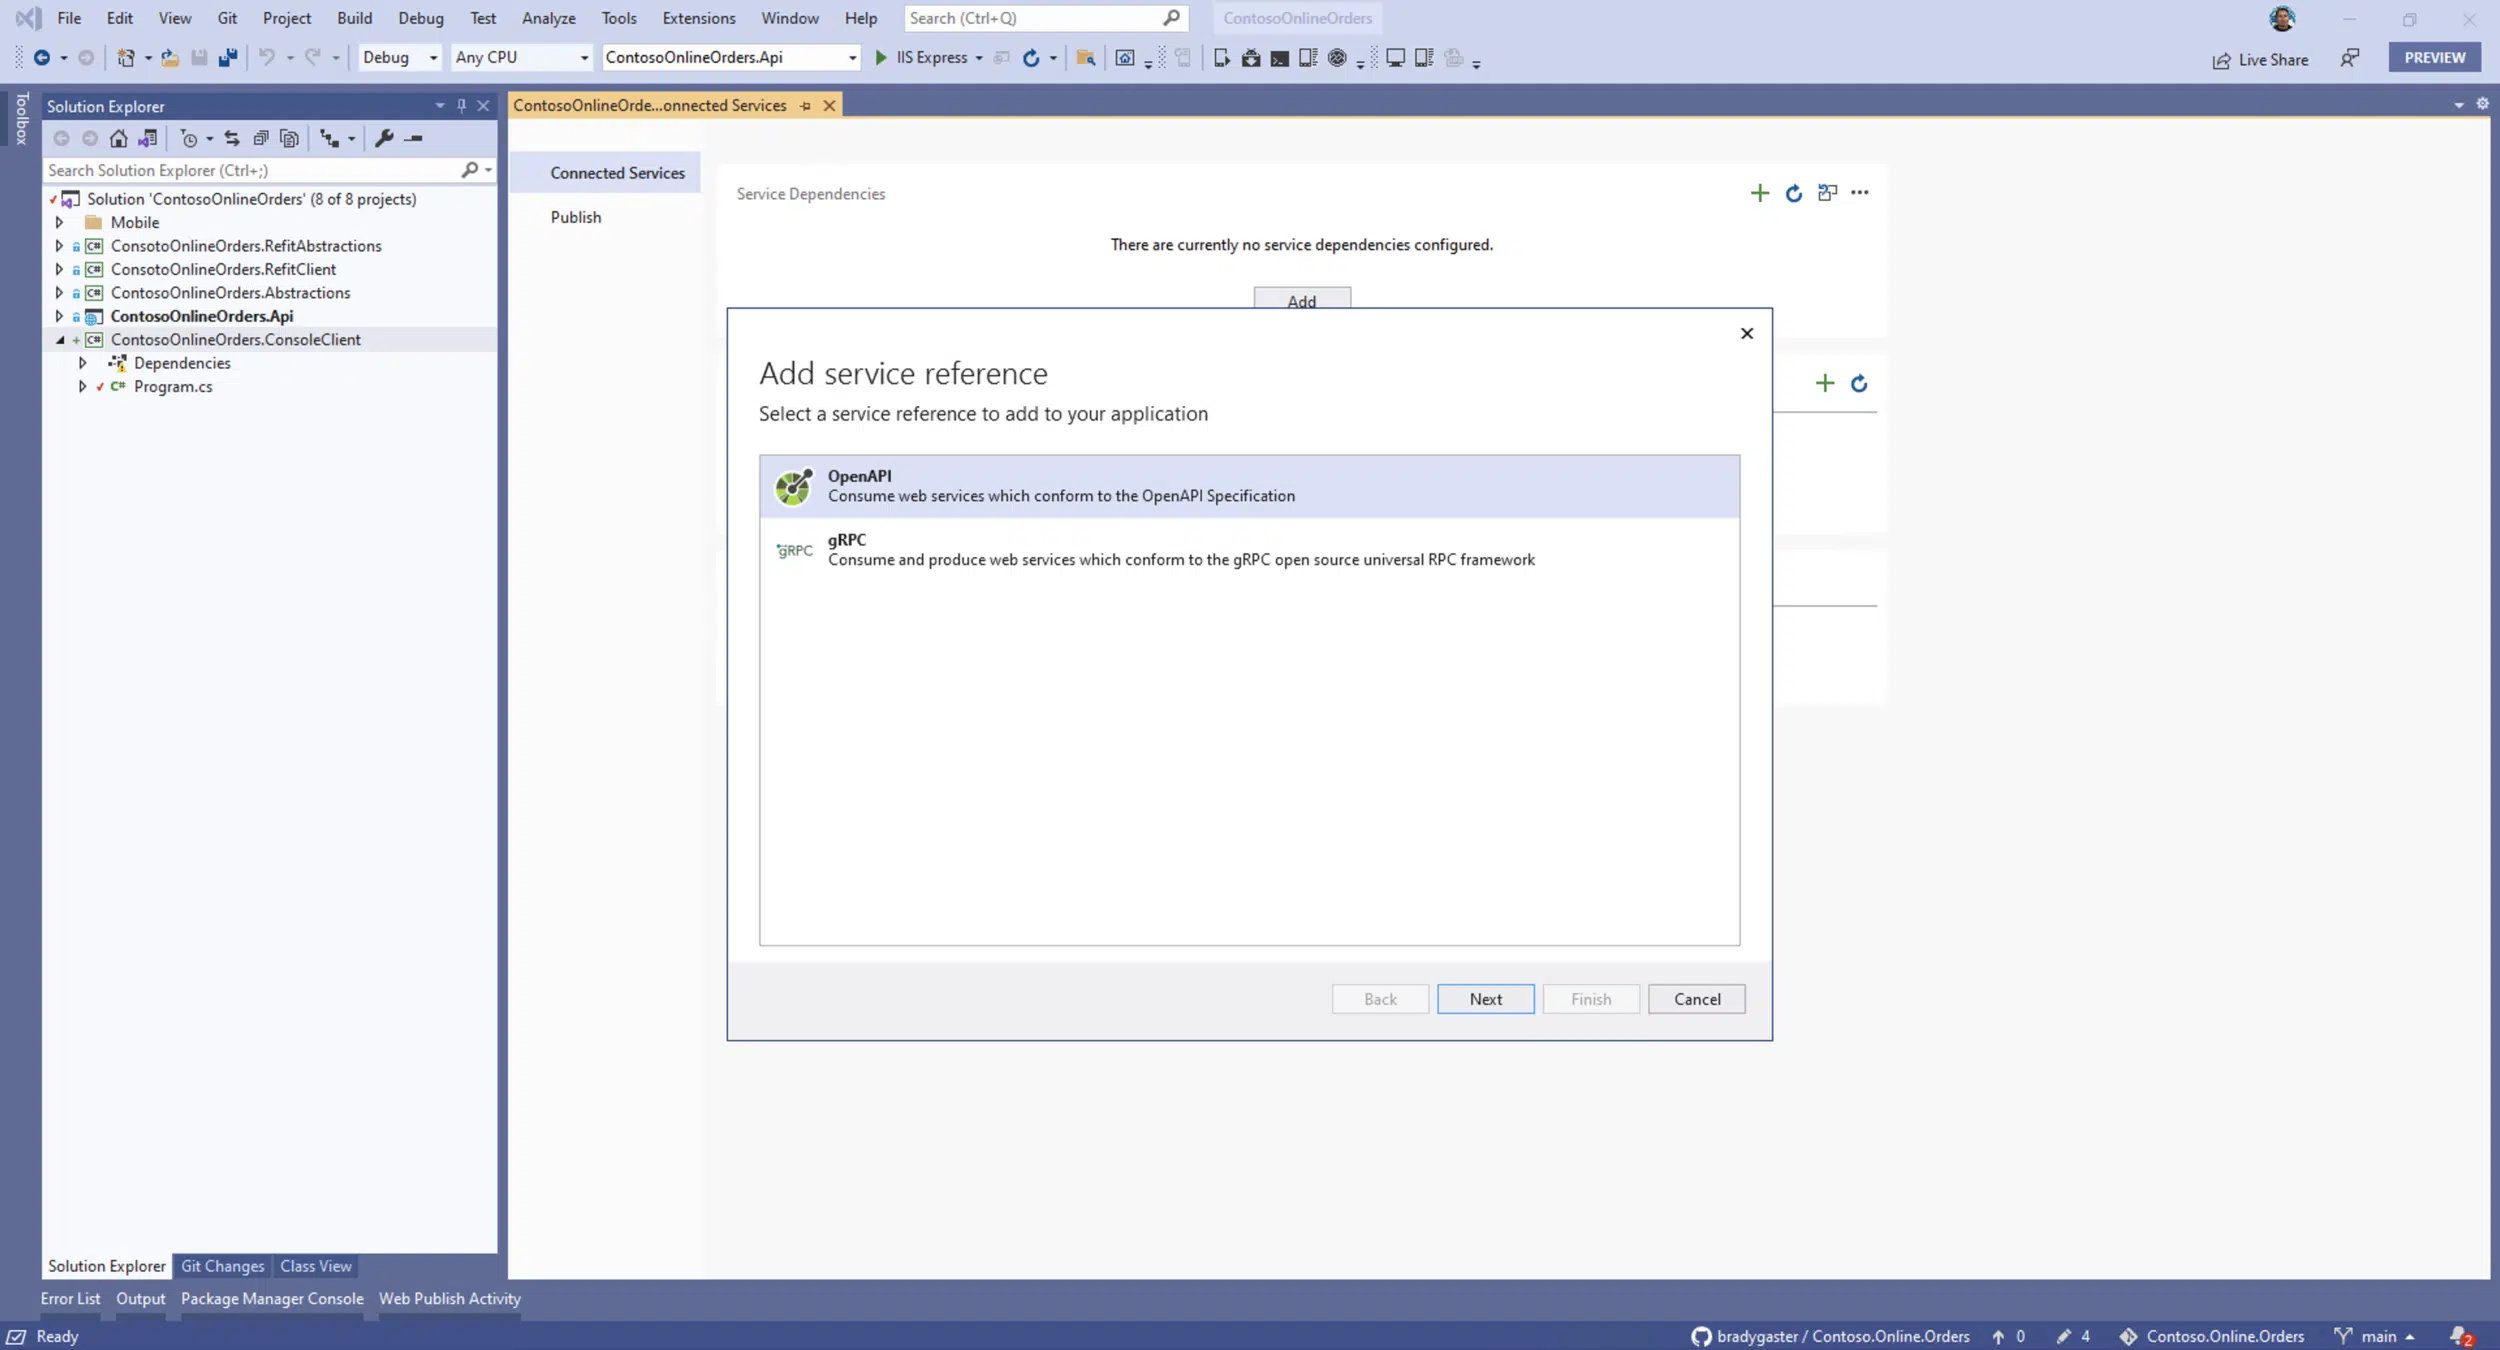 File Edit View Git Project Build Debug Test Analyze Tools Extensions Window Help Search (Ctrl+Q) ContosoOnlineOrders
Debug Any CPU ContosoOnlineOrders.Api IIS Express Live Share PREVIEW
Toolbox
Solution Explorer
Search Solution Explorer (Ctrl+;)
Solution 'ContosoOnlineOrders' (8 of 8 projects)
Mobile
C# ConsotoOnlineOrders.RefitAbstractions
C# ConsotoOnlineOrders.RefitClient
C# ContosoOnlineOrders.Abstractions
ContosoOnlineOrders.Api
C# ContosoOnlineOrders.ConsoleClient
Dependencies
C# Program.cs
ContosoOnlineOrde...onnected Services
Connected Services
Publish
Service Dependencies
There are currently no service dependencies configured.
Add
Add service reference
Select a service reference to add to your application
OpenAPI
Consume web services which conform to the OpenAPI Specification
gRPC
gRPC
Consume and produce web services which conform to the gRPC open source universal RPC framework
Back Next Finish Cancel
Solution Explorer Git Changes Class View
Error List Output Package Manager Console Web Publish Activity
Ready bradygaster / Contoso.Online.Orders 0 4 Contoso.Online.Orders main 2